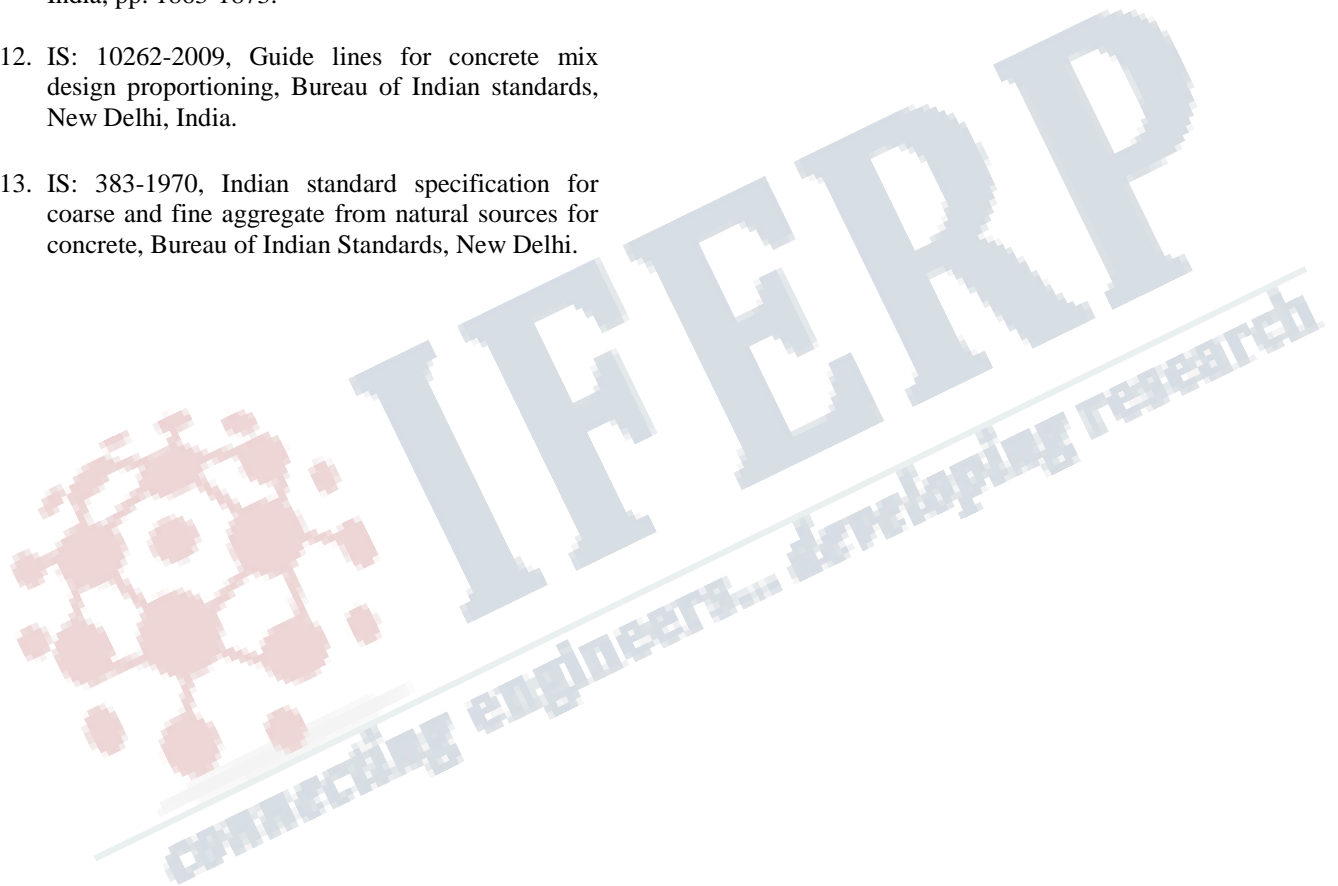 India, pp. 1665-1673.
12. IS: 10262-2009, Guide lines for concrete mix
design proportioning, Bureau of Indian standards,
New Delhi, India.
13. IS: 383-1970, Indian standard specification for
coarse and fine aggregate from natural sources for
concrete, Bureau of Indian Standards, New Delhi.
IFERP
connecting engineers... developing research